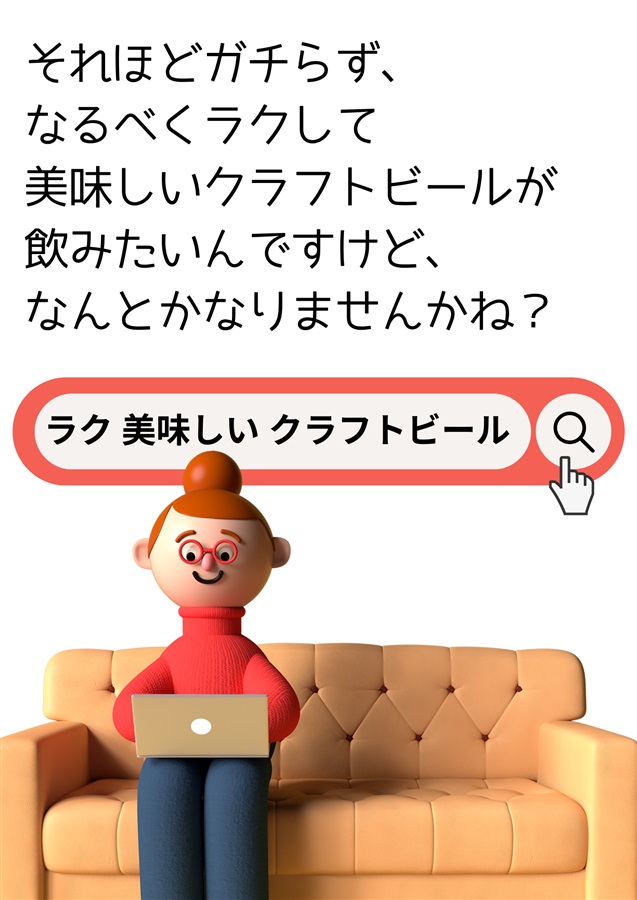 それほどガチらず、
なるべくラクして
美味しいクラフトビールが
飲みたいんですけど、
なんとかなりませんかね？
ラク 美味しい クラフトビール